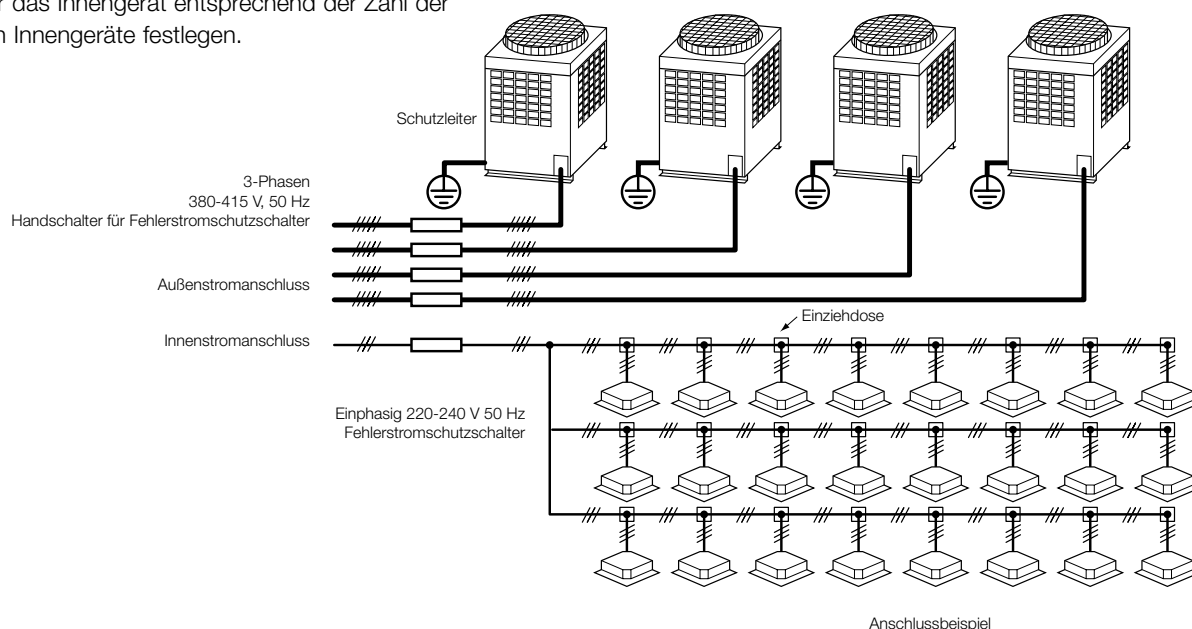 das Innengerät entsprechend der Zahl der
Innengeräte festlegen.
Schutzleiter
3-Phasen
380-415 V, 50 Hz
Handschalter für Fehlerstromschutzschalter
Außenstromanschluss
Innenstromanschluss
Einziehdose
Einphasig 220-240 V 50 Hz
Fehlerstromschutzschalter
Anschlussbeispiel